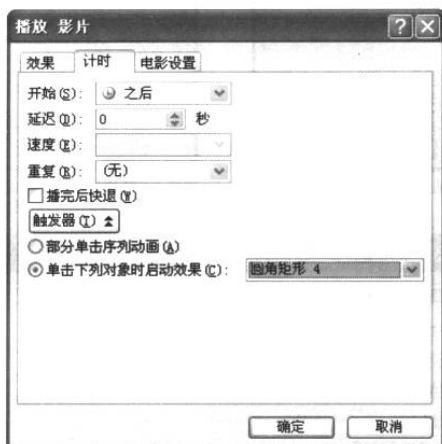 播放 影片
效果 计时 电影设置
开始(S): 之后
延迟(D): 0 秒
速度(E):
重复(R): (无)
播完后快退(W)
触发器(T)
部分单击序列动画(A)
单击下列对象时启动效果(C): 圆角矩形 4
确定 取消